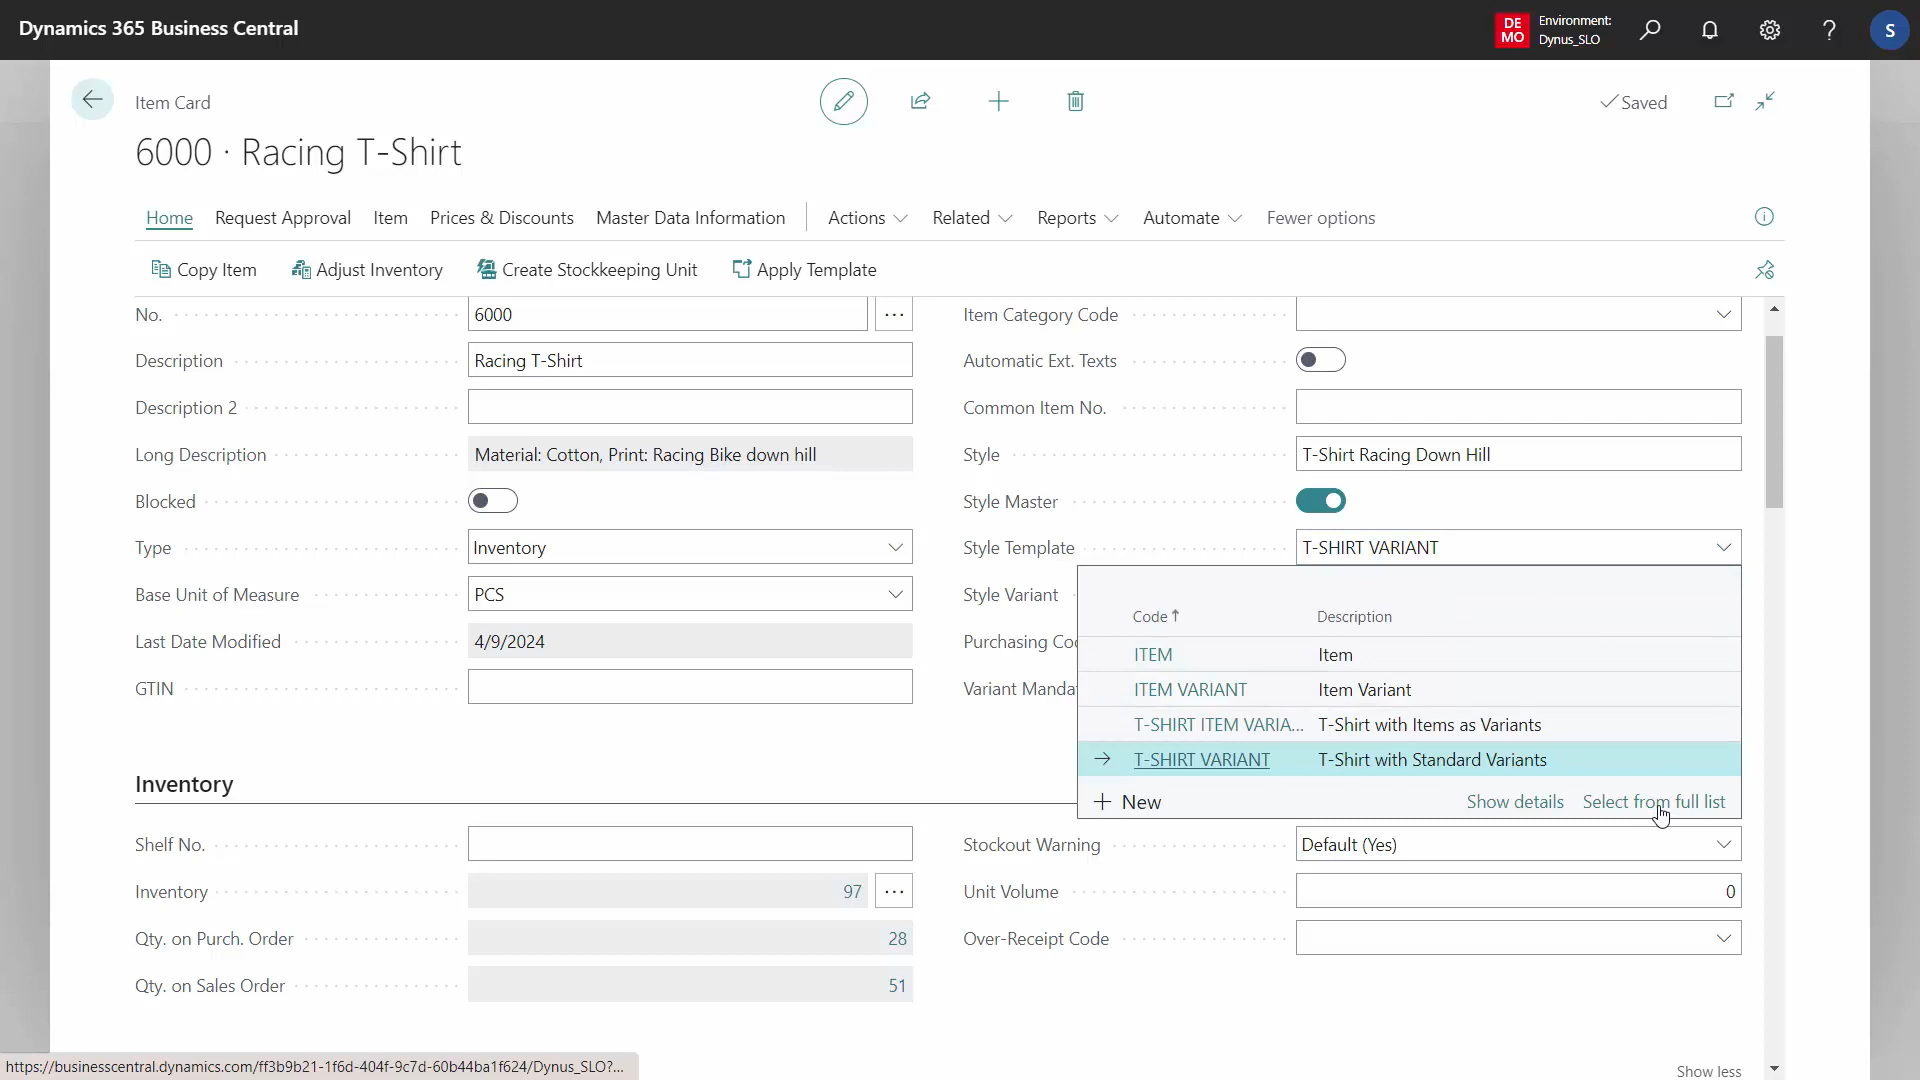 Dynamics 365 Business Central
DE
MO
Environment:
Dynus_SLO
?
S
Item Card
Saved
6000 · Racing T-Shirt
Home Request Approval Item Prices & Discounts Master Data Information Actions Related Reports Automate Fewer options
Copy Item Adjust Inventory Create Stockkeeping Unit Apply Template
No. 6000 ... Item Category Code
Description Racing T-Shirt Automatic Ext. Texts
Description 2 Common Item No.
Long Description Material: Cotton, Print: Racing Bike down hill Style T-Shirt Racing Down Hill
Blocked Style Master
Type Inventory Style Template T-SHIRT VARIANT
Base Unit of Measure PCS Style Variant
Code ↑ Description
Last Date Modified 4/9/2024 Purchasing Co
ITEM Item
GTIN Variant Manda
ITEM VARIANT Item Variant
T-SHIRT ITEM VARIA... T-Shirt with Items as Variants
T-SHIRT VARIANT T-Shirt with Standard Variants
Inventory
New Show details Select from full list
Shelf No. Stockout Warning Default (Yes)
Inventory 97 ... Unit Volume 0
Qty. on Purch. Order 28 Over-Receipt Code
Qty. on Sales Order 51
https://businesscentral.dynamics.com/ff3b9b21-1f6d-404f-9c7d-60b44ba1f624/Dynus_SLO?...
Show less